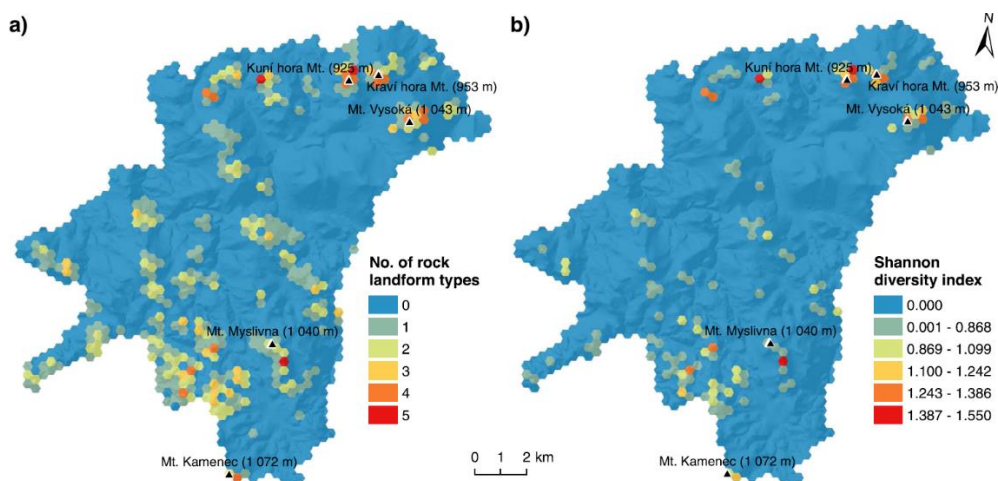 a)
Kuní hora Mt. (925 m)
Kraví hora Mt. (953 m)
Mt. Vysoká (1 043 m)
No. of rock
landform types
0
1
2
3
4
5
Mt. Myslivna (1 040 m)
Mt. Kamenec (1 072 m)
0 1 2 km
b)
N
Kuní hora Mt. (925 m)
Kraví hora Mt. (953 m)
Mt. Vysoká (1 043 m)
Shannon
diversity index
0.000
0.001 - 0.868
0.869 - 1.099
1.100 - 1.242
1.243 - 1.386
1.387 - 1.550
Mt. Myslivna (1 040 m)
Mt. Kamenec (1 072 m)